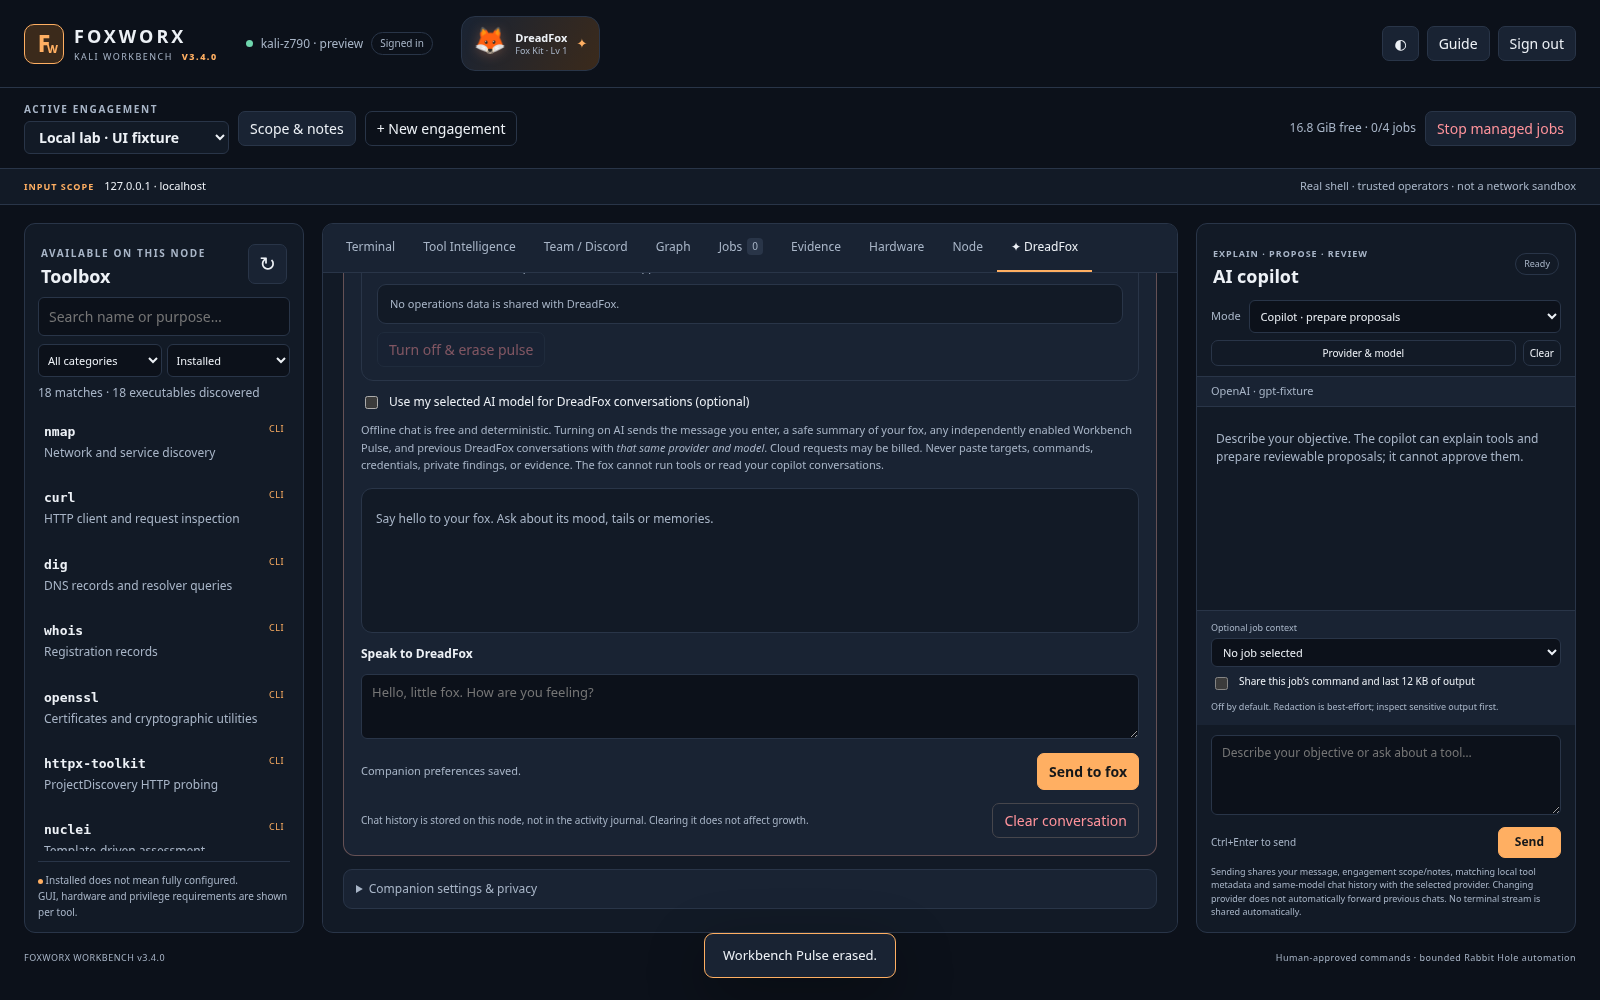 FW
FOXWORX
KALI WORKBENCH V3.4.0
kali-z790 · preview
Signed in
DreadFox
Fox Kit · Lv 1
Guide
Sign out
ACTIVE ENGAGEMENT
Local lab · UI fixture
Scope & notes
+ New engagement
16.8 GiB free · 0/4 jobs
Stop managed jobs
INPUT SCOPE 127.0.0.1 · localhost
Real shell · trusted operators · not a network sandbox
AVAILABLE ON THIS NODE
Toolbox
Search name or purpose...
All categories
Installed
18 matches · 18 executables discovered
nmap CLI
Network and service discovery
curl CLI
HTTP client and request inspection
dig CLI
DNS records and resolver queries
whois CLI
Registration records
openssl CLI
Certificates and cryptographic utilities
httpx-toolkit CLI
ProjectDiscovery HTTP probing
nuclei CLI
Template-driven assessment
Installed does not mean fully configured.
GUI, hardware and privilege requirements are shown
per tool.
Terminal
Tool Intelligence
Team / Discord
Graph
Jobs 0
Evidence
Hardware
Node
✦ DreadFox
No operations data is shared with DreadFox.
Turn off & erase pulse
Use my selected AI model for DreadFox conversations (optional)
Offline chat is free and deterministic. Turning on AI sends the message you enter, a safe summary of your fox, any independently enabled Workbench
Pulse, and previous DreadFox conversations with that same provider and model. Cloud requests may be billed. Never paste targets, commands,
credentials, private findings, or evidence. The fox cannot run tools or read your copilot conversations.
Say hello to your fox. Ask about its mood, tails or memories.
Speak to DreadFox
Hello, little fox. How are you feeling?
Companion preferences saved.
Send to fox
Chat history is stored on this node, not in the activity journal. Clearing it does not affect growth.
Clear conversation
Companion settings & privacy
EXPLAIN · PROPOSE · REVIEW
AI copilot
Ready
Mode
Copilot · prepare proposals
Provider & model
Clear
OpenAI · gpt-fixture
Describe your objective. The copilot can explain tools and
prepare reviewable proposals; it cannot approve them.
Optional job context
No job selected
Share this job's command and last 12 KB of output
Off by default. Redaction is best-effort; inspect sensitive output first.
Describe your objective or ask about a tool...
Ctrl+Enter to send
Send
Sending shares your message, engagement scope/notes, matching local tool
metadata and same-model chat history with the selected provider. Changing
provider does not automatically forward previous chats. No terminal stream is
shared automatically.
Workbench Pulse erased.
FOXWORX WORKBENCH v3.4.0
Human-approved commands · bounded Rabbit Hole automation